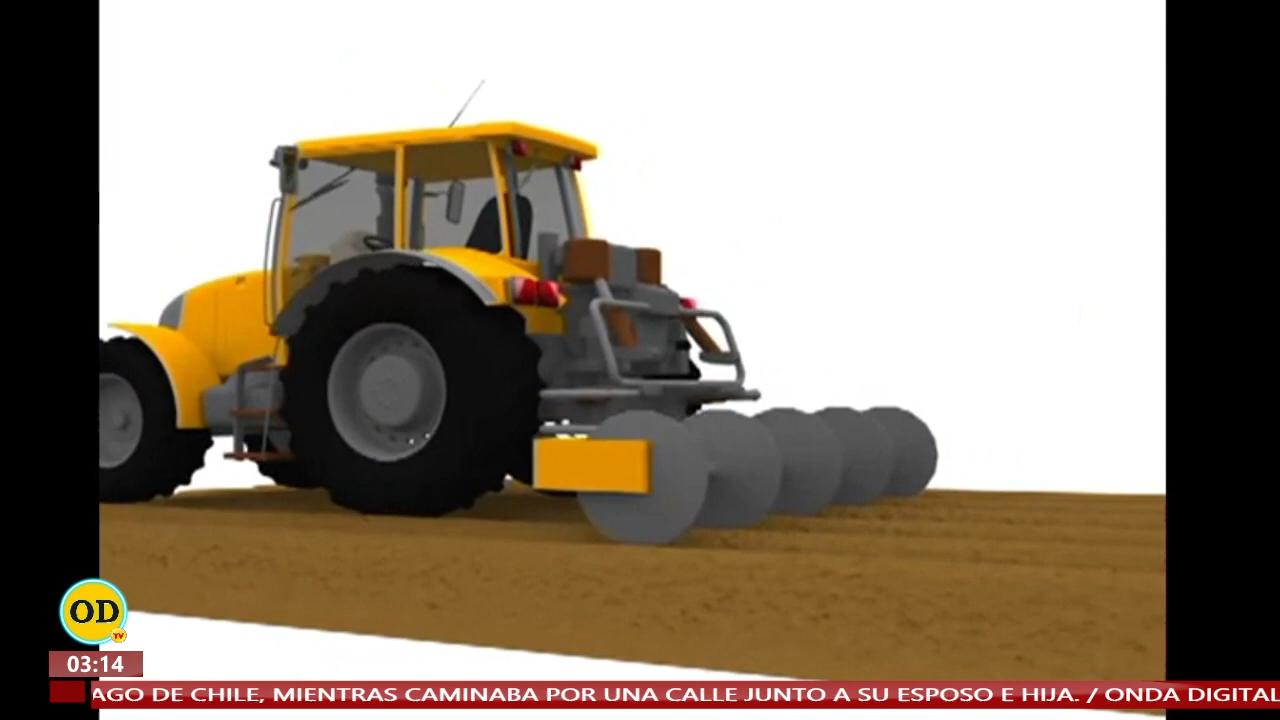 OD
TV
03:14
AGO DE CHILE, MIENTRAS CAMINABA POR UNA CALLE JUNTO A SU ESPOSO E HIJA. / ONDA DIGITAL